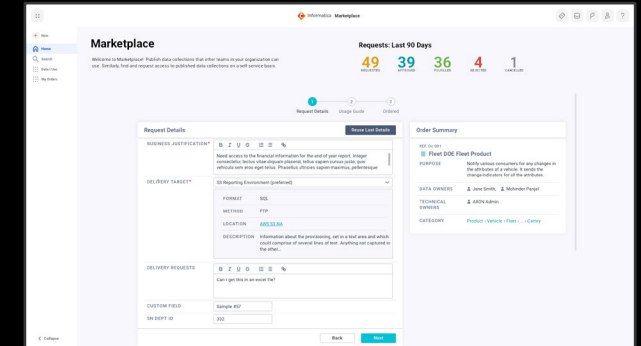 Informatica Marketplace
New
Home
Search
Data Feed
My Orders
Marketplace
Welcome to Marketplace! Publish data collections that other teams in your organization can
use. Similarly, find and request access to published data collections on a self-service basis.
Requests: Last 90 Days
49 39 36 4 1
REQUESTED APPROVED FULFILLED REJECTED CANCELLED
1 2 3
Request Details Usage Guide Ordered
Request Details
Reuse Last Details
BUSINESS JUSTIFICATION*
B I U S
Need access to the financial information for the end of year report. Integer
consectetur, lectus vitae aliquam placerat, tellus sapien cursus justo, quis
vehicula sem eros eget tellus. Phasellus ultrices sapien maximus, pellentesque
DELIVERY TARGET*
S3 Reporting Environment (preferred)
FORMAT SQL
METHOD FTP
LOCATION AWS S3 NA
DESCRIPTION Information about the provisioning, set in a text area and which
could comprise of several lines of text. Anything not captured in
the other...
DELIVERY REQUESTS
B I U S
Can I get this in an excel file?
CUSTOM FIELD Sample #57
SN DEPT ID 302
Back Next
Order Summary
Fleet DOE Fleet Product
PURPOSE Notify various consumers for any changes in
the attributes of a vehicle. It sends the
change indicators for all the attributes.
DATA OWNERS Jane Smith, Mohinder Panjal
TECHNICAL
OWNERS
ASON Admin
CATEGORY Product - Vehicle - Fleet - ... - Camry
Collapse